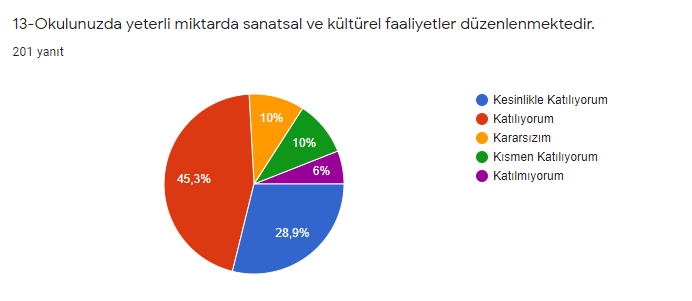 13-Okulunuzda yeterli miktarda sanatsal ve kültürel faaliyetler düzenlenmektedir.
201 yanıt
10%
10%
6%
45,3%
28,9%
Kesinlikle Katılıyorum
Katılıyorum
Kararsızım
Kısmen Katılıyorum
Katılmıyorum